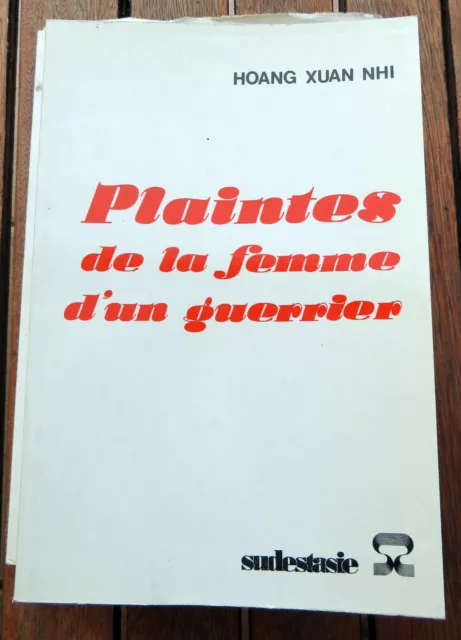 HOANG XUAN NHI
Plaintes
de la femme
d'un guerrier
sudestasie